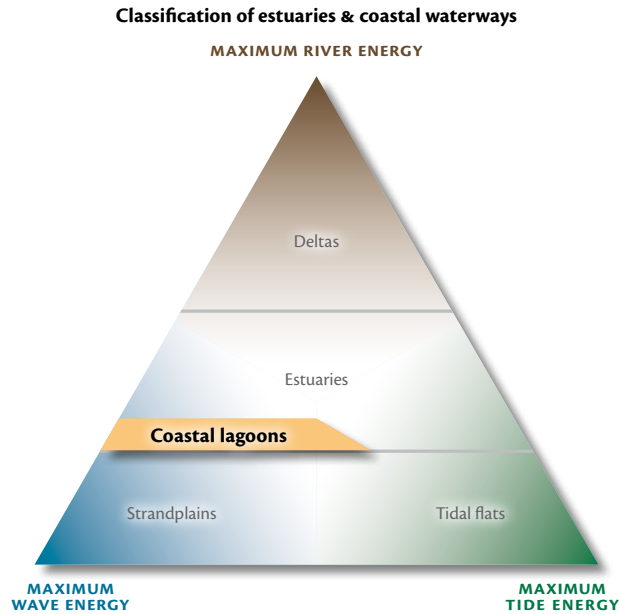 Classification of estuaries & coastal waterways
MAXIMUM RIVER ENERGY
Deltas
Estuaries
Coastal lagoons
Strandplains
Tidal flats
MAXIMUM
WAVE ENERGY
MAXIMUM
TIDE ENERGY